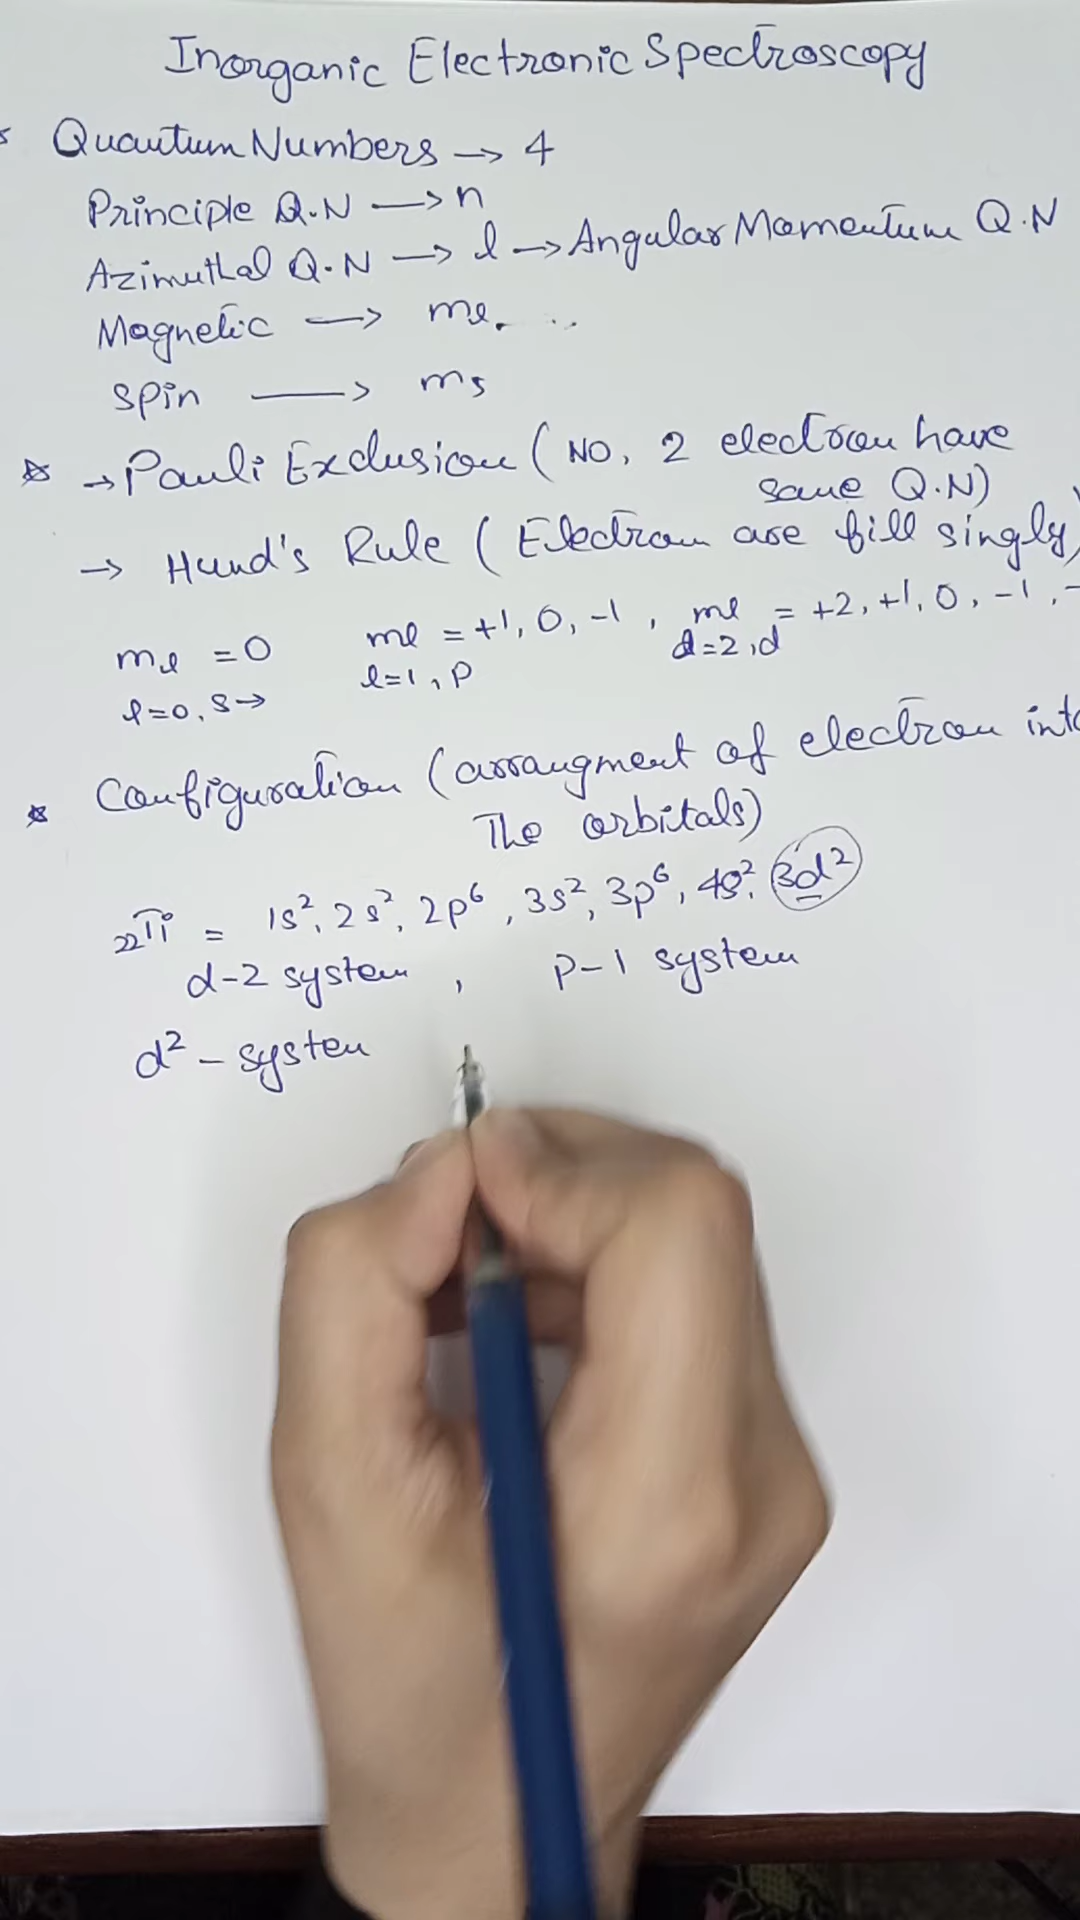 Inorganic Electronic Spectroscopy
Quantum Numbers → 4
Principle Q.N → n
Azimuthal Q.N → l → Angular Momentum Q.N
Magnetic → ml
Spin → ms
→ Pauli Exclusion (No, 2 electron have
same Q.N)
→ Hund's Rule (Electron are fill singly)
ml = 0 ml = +1, 0, -1, ml = +2, +1, 0, -1, -
l=0, s→ l=1, p d=2, d
* Configuration (arrangment of electron into
The orbitals)
22Ti = 1s², 2s², 2p⁶, 3s², 3p⁶, 4s², 3d²
d-2 system, p-1 system
d² - system